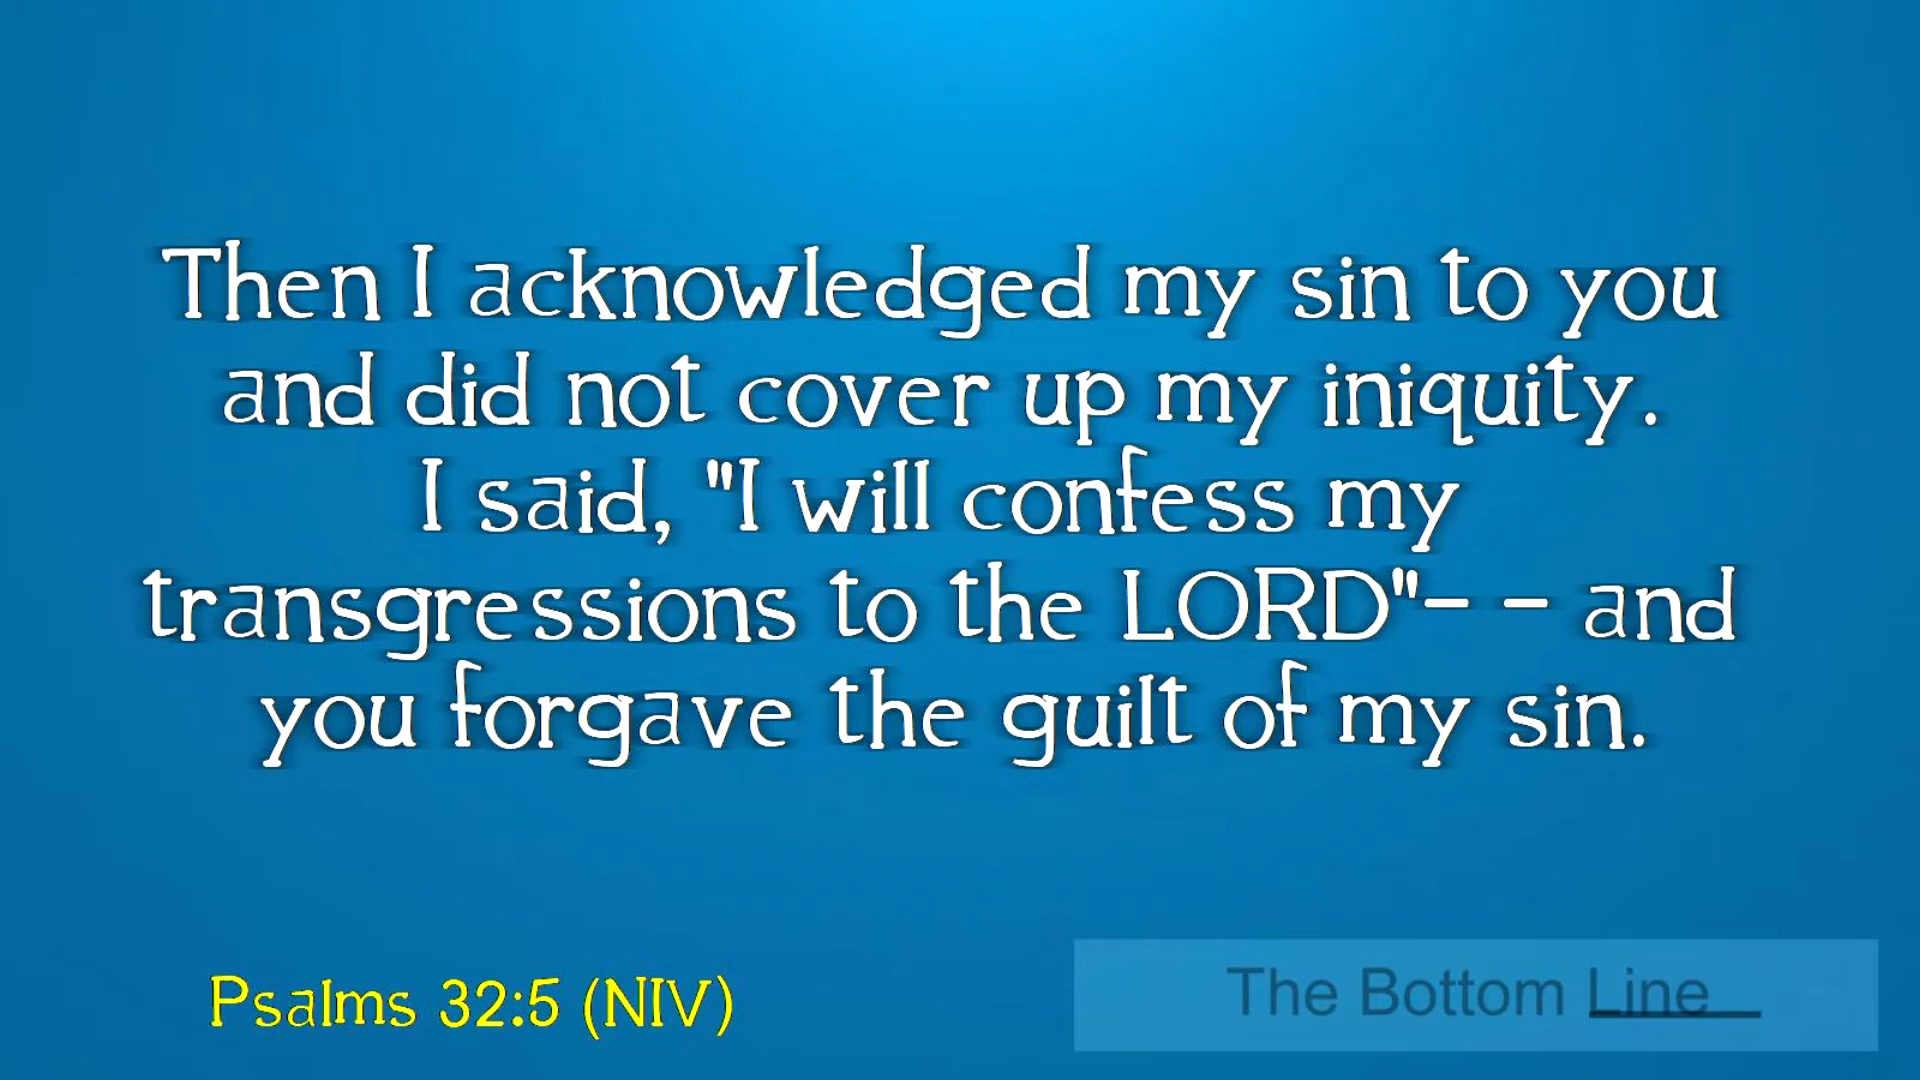 Then I acknowledged my sin to you
and did not cover up my iniquity.
I said, "I will confess my
transgressions to the LORD"- - and
you forgave the guilt of my sin.
Psalms 32:5 (NIV)
The Bottom Line